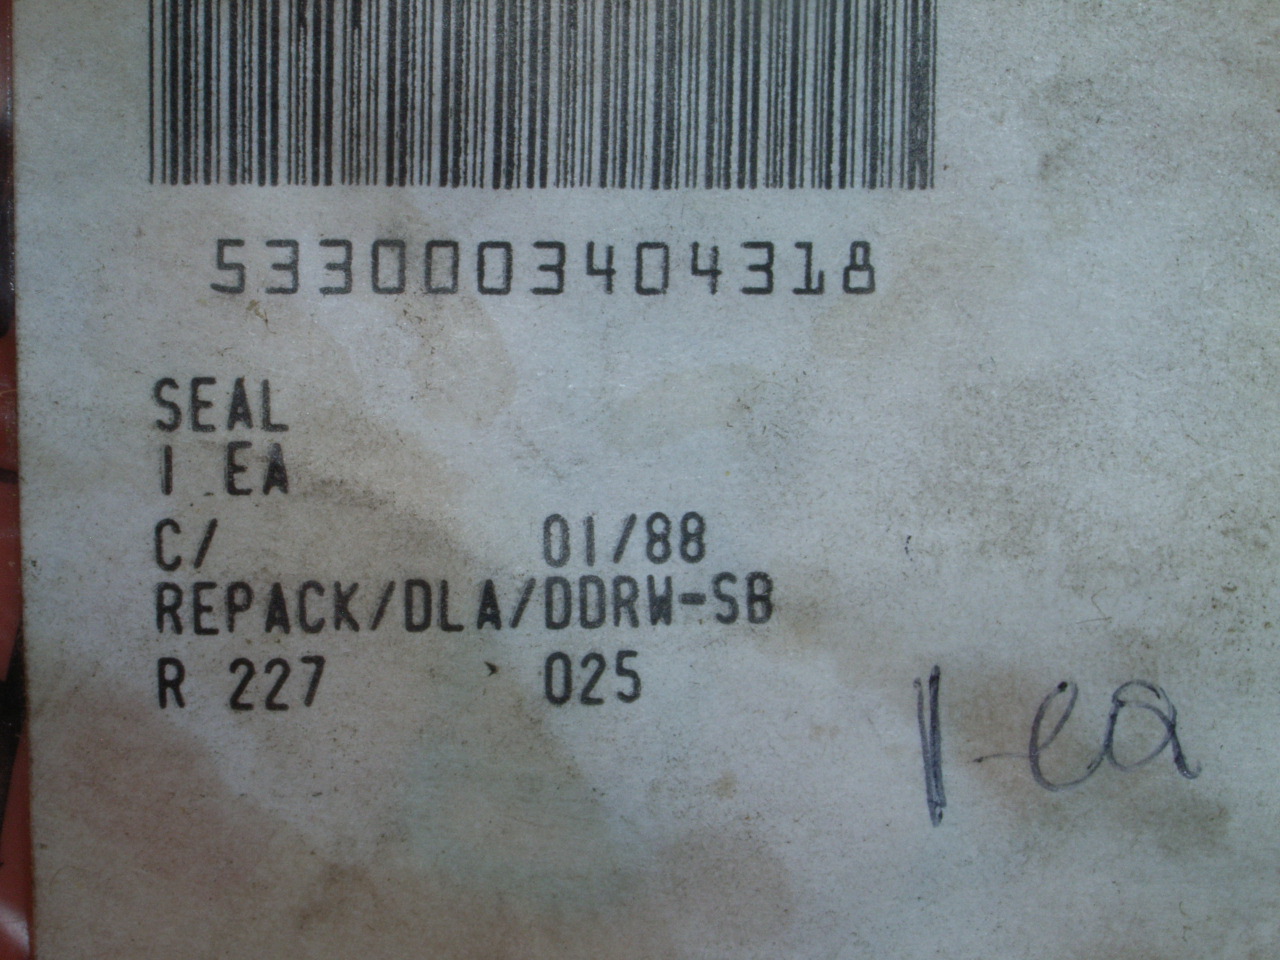 5330003404318
SEAL
1 EA
C/ 01/88
REPACK/DLA/DDRW-SB
R 227 025
1 ea